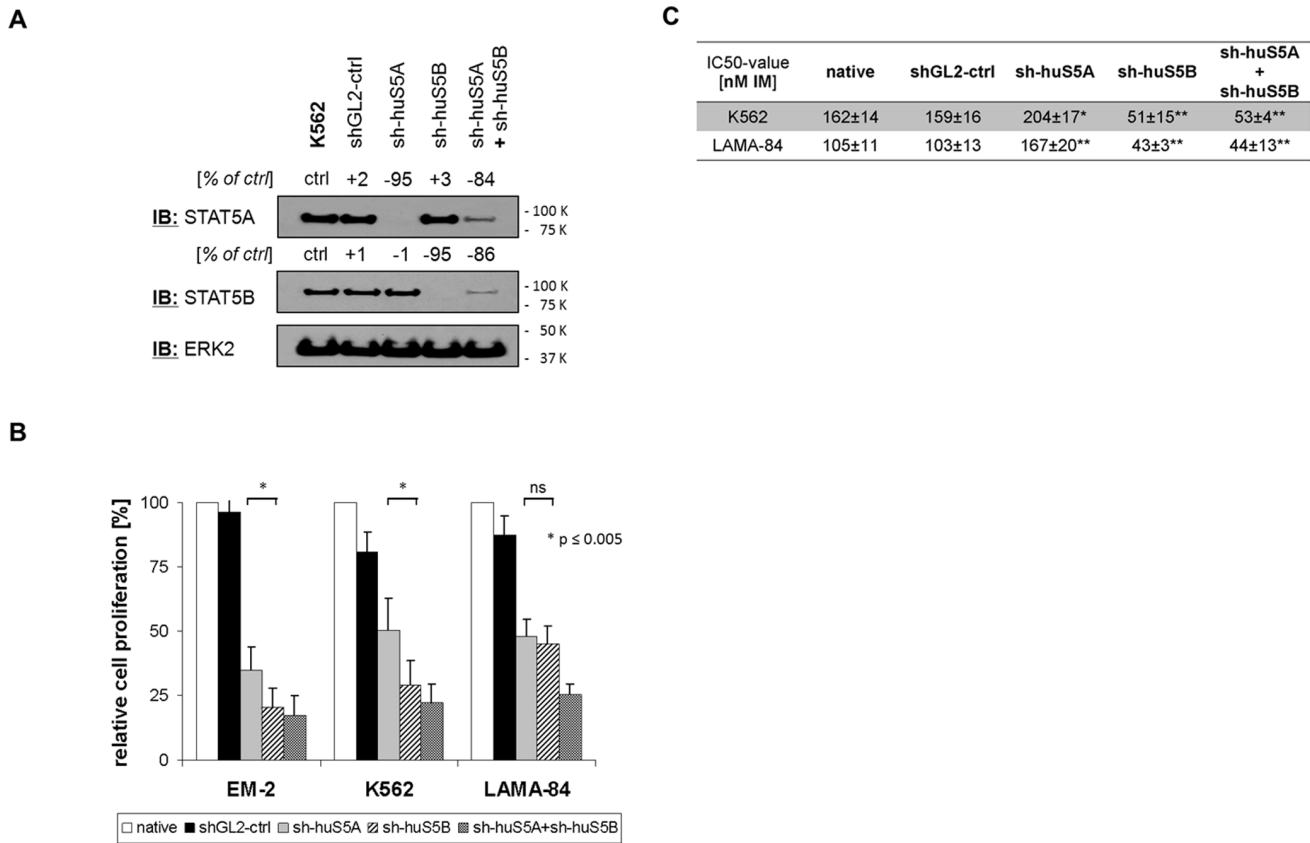 A
K562
shGL2-ctrl
sh-huS5A
sh-huS5B
sh-huS5A
+ sh-huS5B
[% of ctrl] ctrl +2 -95 +3 -84
IB: STAT5A
- 100 K
- 75 K
[% of ctrl] ctrl +1 -1 -95 -86
IB: STAT5B
- 100 K
- 75 K
IB: ERK2
- 50 K
- 37 K
B
relative cell proliferation [%]
100
75
50
25
0
*
*
ns
* p ≤ 0.005
EM-2 K562 LAMA-84
native shGL2-ctrl sh-huS5A sh-huS5B sh-huS5A+sh-huS5B
C
IC50-value
[nM IM]
native shGL2-ctrl sh-huS5A sh-huS5B
sh-huS5A
+
sh-huS5B
K562 162±14 159±16 204±17* 51±15** 53±4**
LAMA-84 105±11 103±13 167±20** 43±3** 44±13**